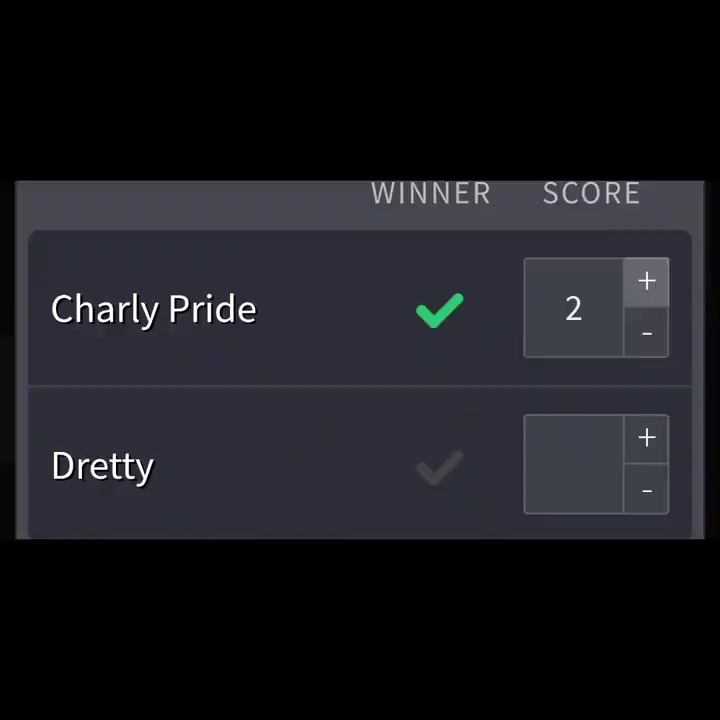 WINNER SCORE
Charly Pride 2 +
-
Dretty +
-